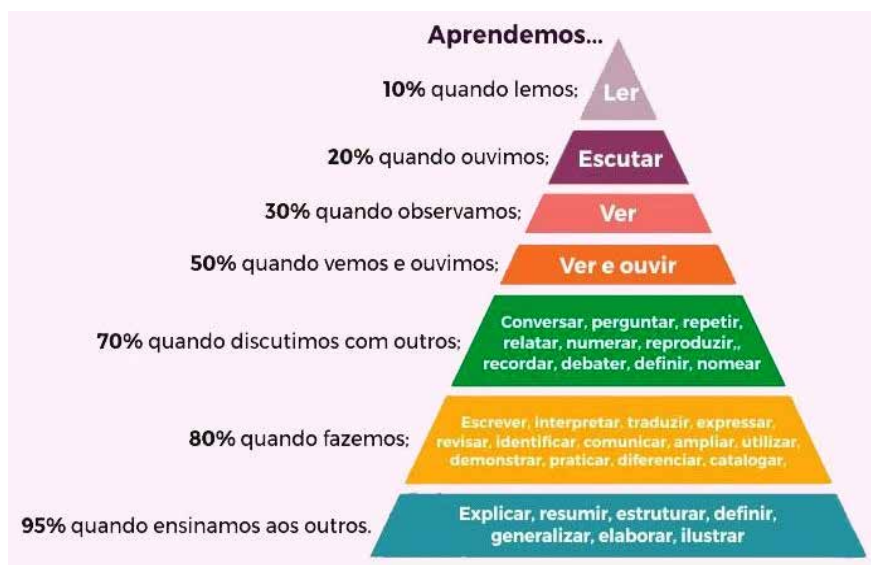 Aprendemos...
10% quando lemos;
Ler
20% quando ouvimos;
Escutar
30% quando observamos;
Ver
50% quando vemos e ouvimos;
Ver e ouvir
70% quando discutimos com outros;
Conversar, perguntar, repetir,
relatar, numerar, reproduzir,,
recordar, debater, definir, nomear
80% quando fazemos;
Escrever, interpretar, traduzir, expressar,
revisar, identificar, comunicar, ampliar, utilizar,
demonstrar, praticar, diferenciar, catalogar,
95% quando ensinamos aos outros.
Explicar, resumir, estruturar, definir,
generalizar, elaborar, ilustrar